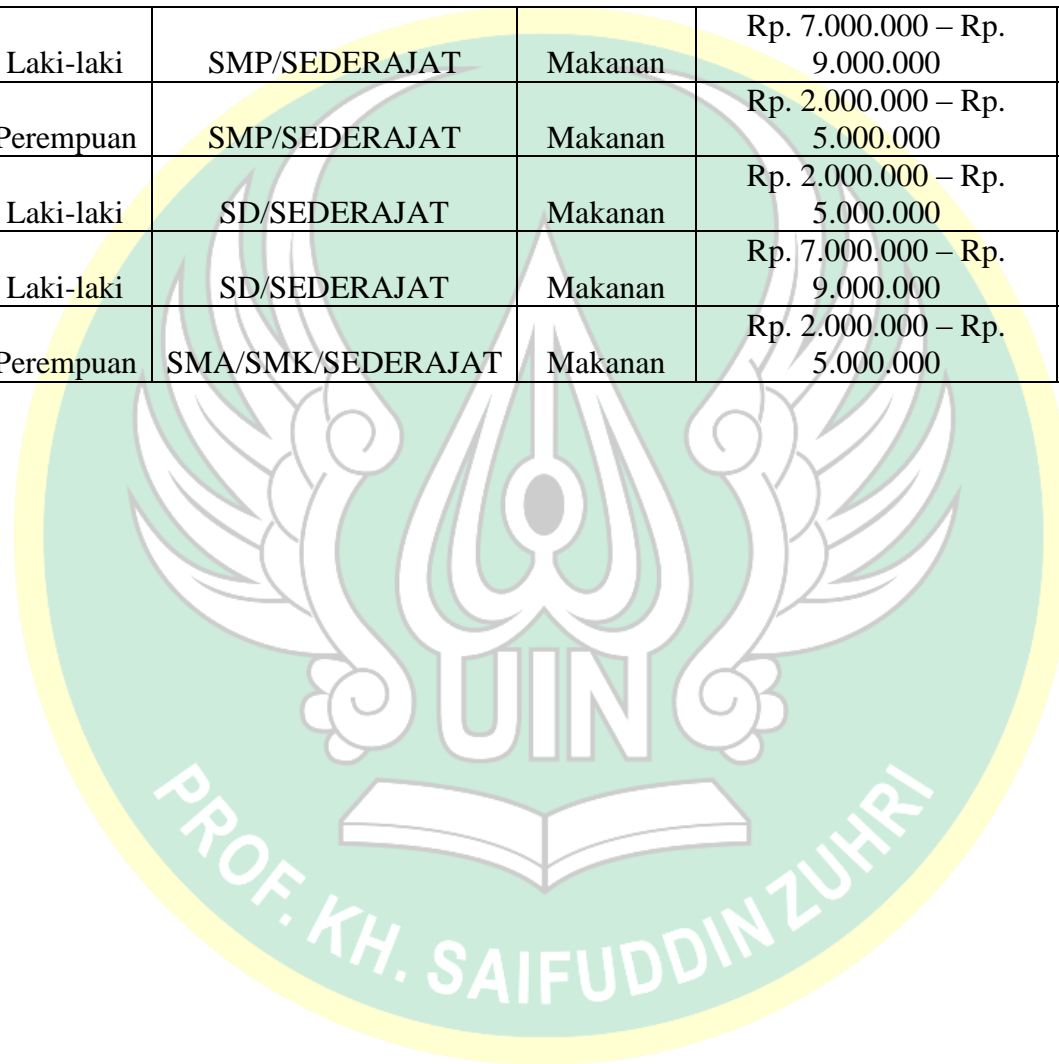 Laki-laki SMP/SEDERAJAT Makanan Rp. 7.000.000 – Rp. 9.000.000
Perempuan SMP/SEDERAJAT Makanan Rp. 2.000.000 – Rp. 5.000.000
Laki-laki SD/SEDERAJAT Makanan Rp. 2.000.000 – Rp. 5.000.000
Laki-laki SD/SEDERAJAT Makanan Rp. 7.000.000 – Rp. 9.000.000
Perempuan SMA/SMK/SEDERAJAT Makanan Rp. 2.000.000 – Rp. 5.000.000
UIN
PROF. KH. SAIFUDDIN ZUHRI